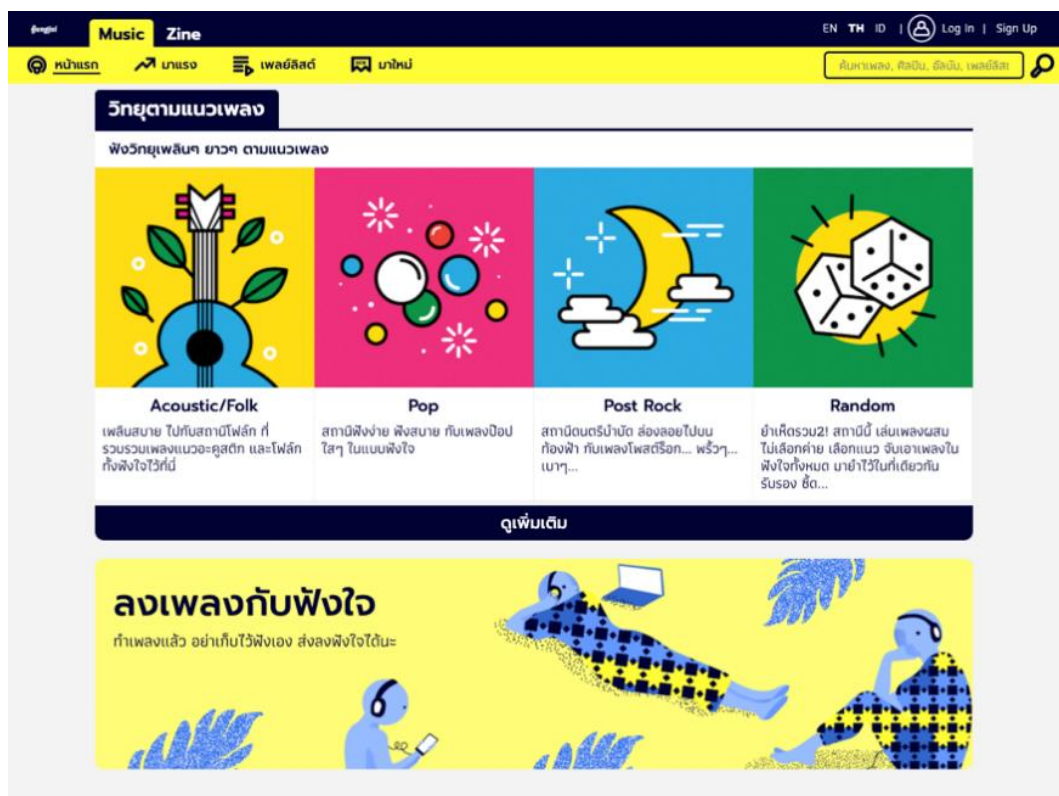 fungjai
Music Zine
EN TH ID | Log In | Sign Up
หน้าแรก มาแรง เพลย์ลิสต์ มาใหม่
ค้นหาเพลง, ศิลปิน, อัลบัม, เพลย์ลิสเ
วิทยุตามแนวเพลง
ฟังวิทยุเพลินๆ ยาวๆ ตามแนวเพลง
Acoustic/Folk
เพลินสบาย ไปกับสถานีโฟล์ก ที่
รวบรวมเพลงแนวอะคูสติก และโฟล์ก
ทั้งฟังใจไว้ที่นี่
Pop
สถานีฟังง่าย ฟังสบาย กับเพลงป๊อป
ใสๆ ในแบบฟังใจ
Post Rock
สถานีดนตรีบำบัด ล่องลอยไปบน
ท้องฟ้า กับเพลงโพสต์ร็อก... พริ้วๆ...
เบาๆ...
Random
ยำเห็ดรวม2! สถานีนี้ เล่นเพลงผสม
ไม่เลือกค่าย เลือกแนว จับเอาเพลงใน
ฟังใจทั้งหมด มายำไว้ในที่เดียวกัน
รับรอง ซี้ด...
ดูเพิ่มเติม
ลงเพลงกับฟังใจ
ทำเพลงแล้ว อย่าเก็บไว้ฟังเอง ส่งลงฟังใจได้นะ